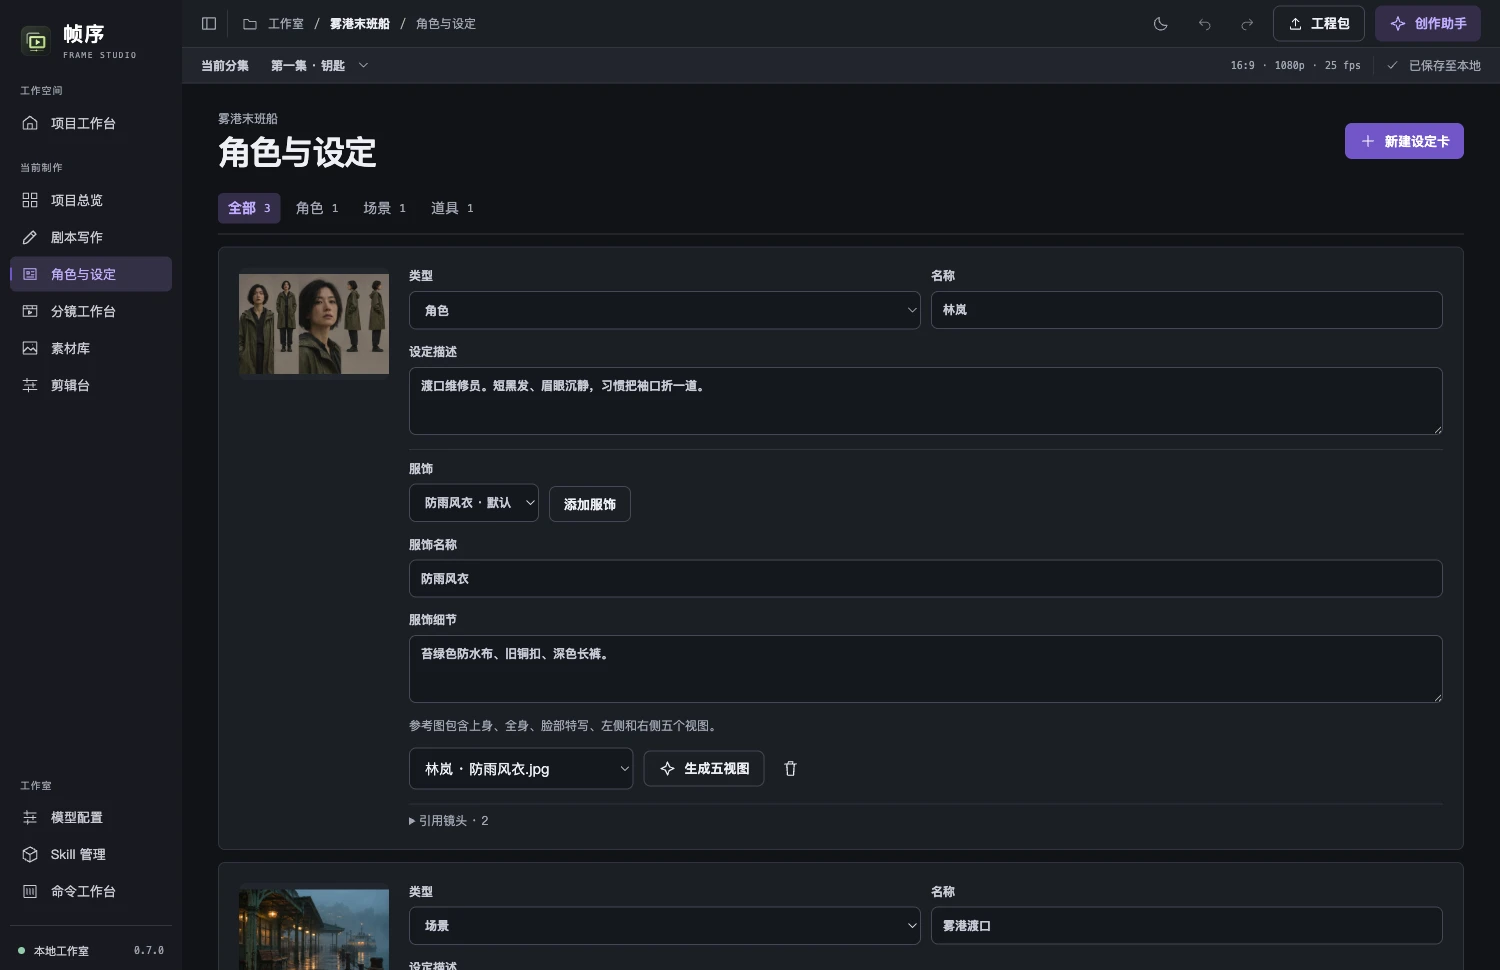 帧序
FRAME STUDIO
工作空间
项目工作台
当前制作
项目总览
剧本写作
角色与设定
分镜工作台
素材库
剪辑台
工作室
模型配置
Skill 管理
命令工作台
本地工作室 0.7.0
工作室 / 雾港末班船 / 角色与设定
工程包
创作助手
当前分集 第一集 · 钥匙
16:9 · 1080p · 25 fps
已保存至本地
雾港末班船
角色与设定
新建设定卡
全部 3 角色 1 场景 1 道具 1
类型 名称
角色 林岚
设定描述
渡口维修员。短黑发、眉眼沉静，习惯把袖口折一道。
服饰
防雨风衣 · 默认 添加服饰
服饰名称
防雨风衣
服饰细节
苔绿色防水布、旧铜扣、深色长裤。
参考图包含上身、全身、脸部特写、左侧和右侧五个视图。
林岚 · 防雨风衣.jpg 生成五视图
引用镜头 · 2
类型 名称
场景 雾港渡口
设定描述